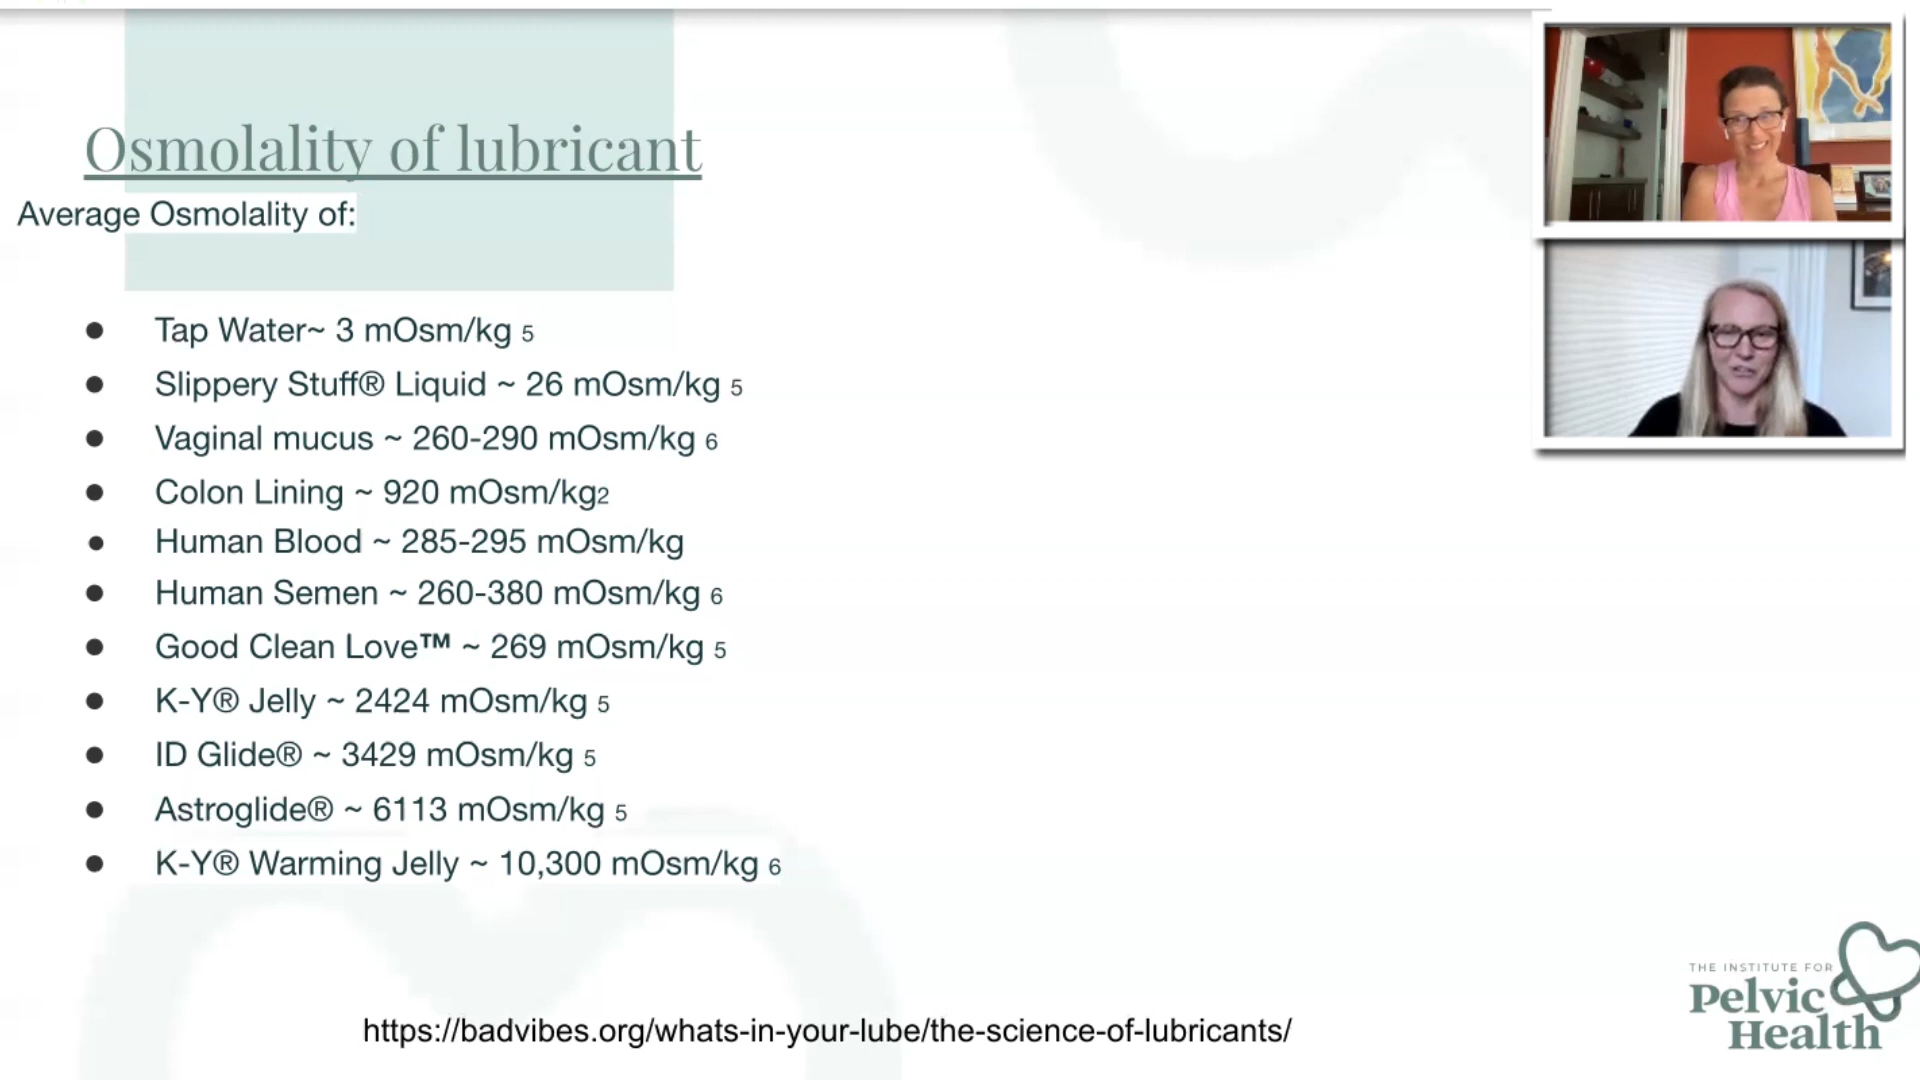 Osmolality of lubricant
Average Osmolality of:
● Tap Water~ 3 mOsm/kg 5
● Slippery Stuff® Liquid ~ 26 mOsm/kg 5
● Vaginal mucus ~ 260-290 mOsm/kg 6
● Colon Lining ~ 920 mOsm/kg2
● Human Blood ~ 285-295 mOsm/kg
● Human Semen ~ 260-380 mOsm/kg 6
● Good Clean Love™ ~ 269 mOsm/kg 5
● K-Y® Jelly ~ 2424 mOsm/kg 5
● ID Glide® ~ 3429 mOsm/kg 5
● Astroglide® ~ 6113 mOsm/kg 5
● K-Y® Warming Jelly ~ 10,300 mOsm/kg 6
https://badvibes.org/whats-in-your-lube/the-science-of-lubricants/
THE INSTITUTE FOR
Pelvic
Health